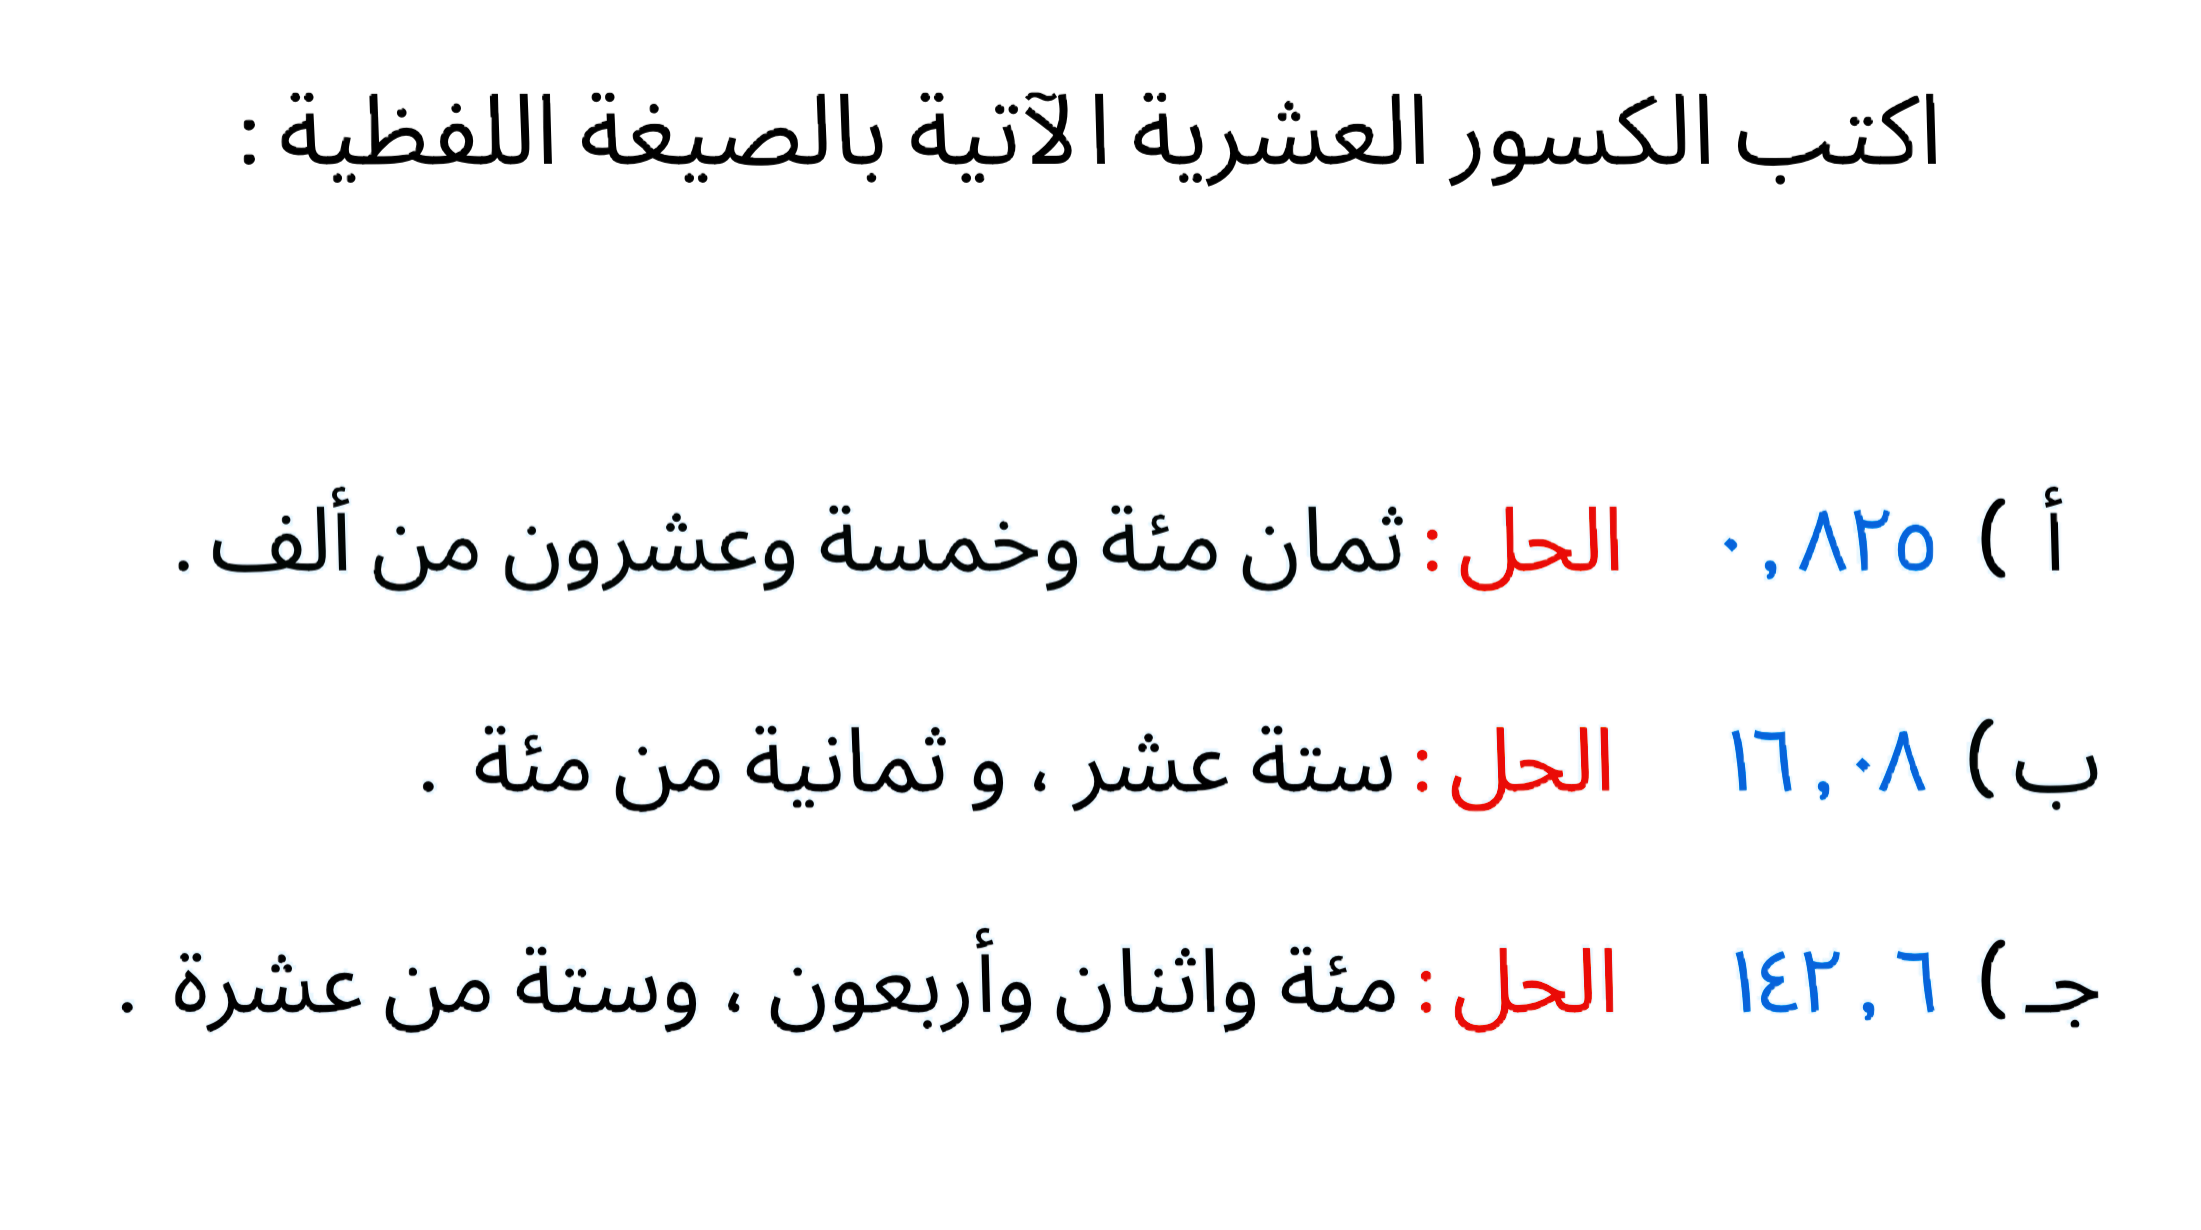 اكتب الكسور العشرية الآتية بالصيغة اللفظية :
أ ) ٠,٨٢٥ الحل : ثمان مئة وخمسة وعشرون من ألف .
ب ) ١٦,٠٨ الحل : ستة عشر ، و ثمانية من مئة .
جـ ) ١٤٢,٦ الحل : مئة واثنان وأربعون ، وستة من عشرة .